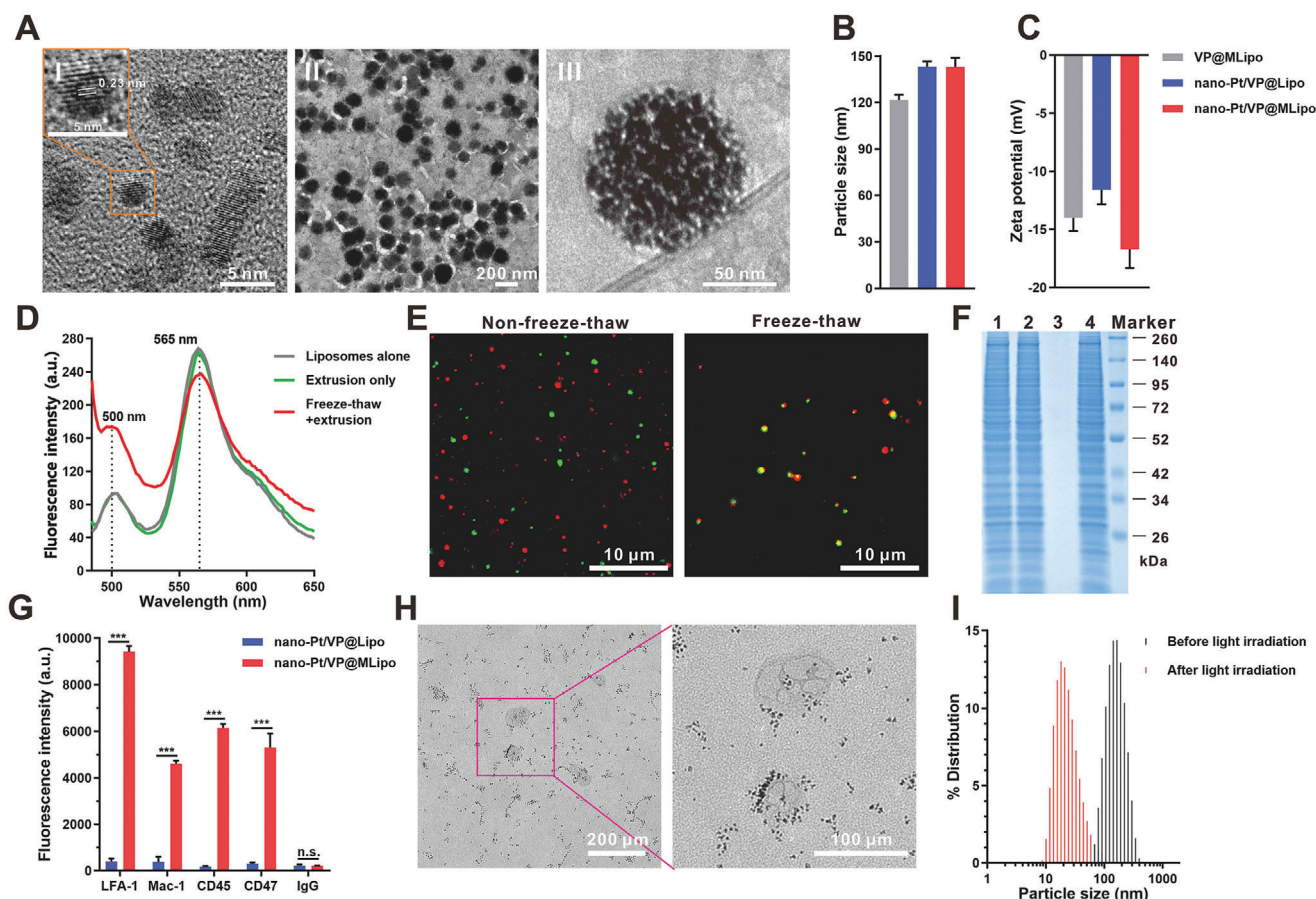 A
I
0.23 nm
5 nm
5 nm
II
200 nm
III
50 nm
B
Particle size (nm)
150
120
90
60
30
0
C
Zeta potential (mV)
0
-5
-10
-15
-20
VP@MLipo
nano-Pt/VP@Lipo
nano-Pt/VP@MLipo
D
Fluorescence intensty (a.u.)
280
240
200
160
120
80
40
0
500 nm
565 nm
Liposomes alone
Extrusion only
Freeze-thaw
+extrusion
500
550
600
650
Wavelength (nm)
E
Non-freeze-thaw
Freeze-thaw
10 µm
10 µm
F
1 2 3 4 Marker
260
140
95
72
52
42
34
26
kDa
G
Fluorescence intensity (a.u.)
10000
8000
6000
4000
2000
0
nano-Pt/VP@Lipo
nano-Pt/VP@MLipo
***
***
***
***
n.s.
LFA-1 Mac-1 CD45 CD47 IgG
H
200 µm
100 µm
I
% Distribution
15
10
5
0
Before light irradiation
After light irradiation
1 10 100 1000
Particle size (nm)